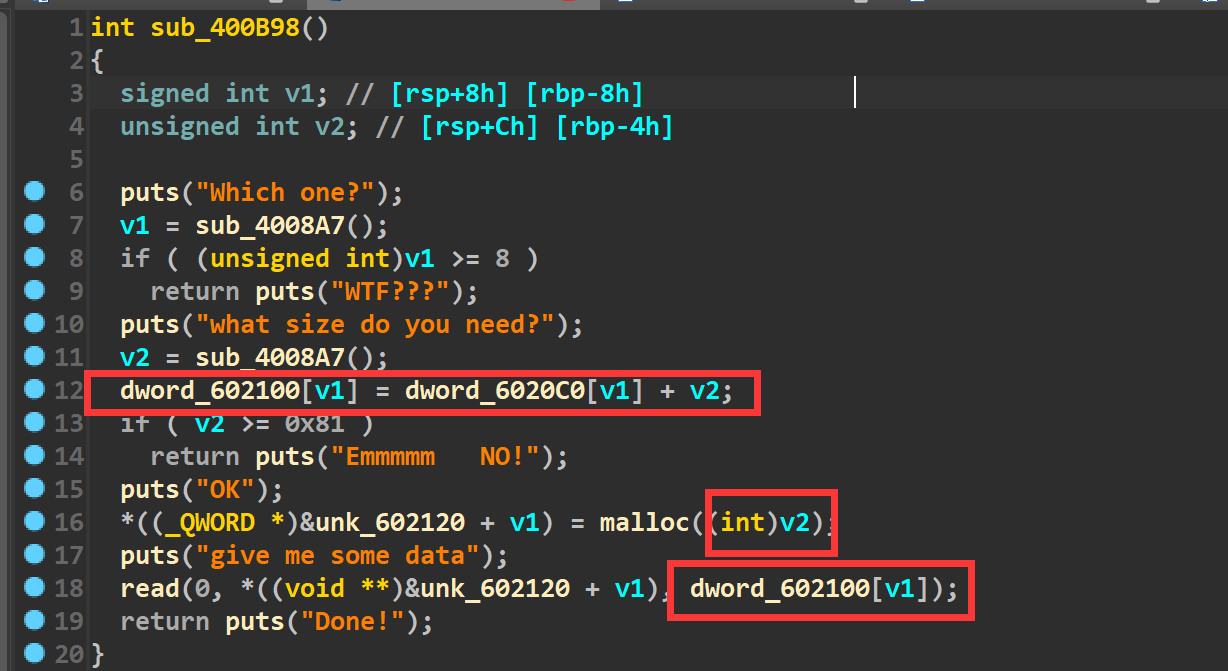 1 int sub_400B98()
2 {
3 signed int v1; // [rsp+8h] [rbp-8h]
4 unsigned int v2; // [rsp+Ch] [rbp-4h]
5
6 puts("Which one?");
7 v1 = sub_4008A7();
8 if ( (unsigned int)v1 >= 8 )
9 return puts("WTF???");
10 puts("what size do you need?");
11 v2 = sub_4008A7();
12 dword_602100[v1] = dword_6020C0[v1] + v2;
13 if ( v2 >= 0x81 )
14 return puts("Emmmmm   NO!");
15 puts("OK");
16 *((_QWORD *)&unk_602120 + v1) = malloc((int)v2);
17 puts("give me some data");
18 read(0, *((void **)&unk_602120 + v1), dword_602100[v1]);
19 return puts("Done!");
20 }